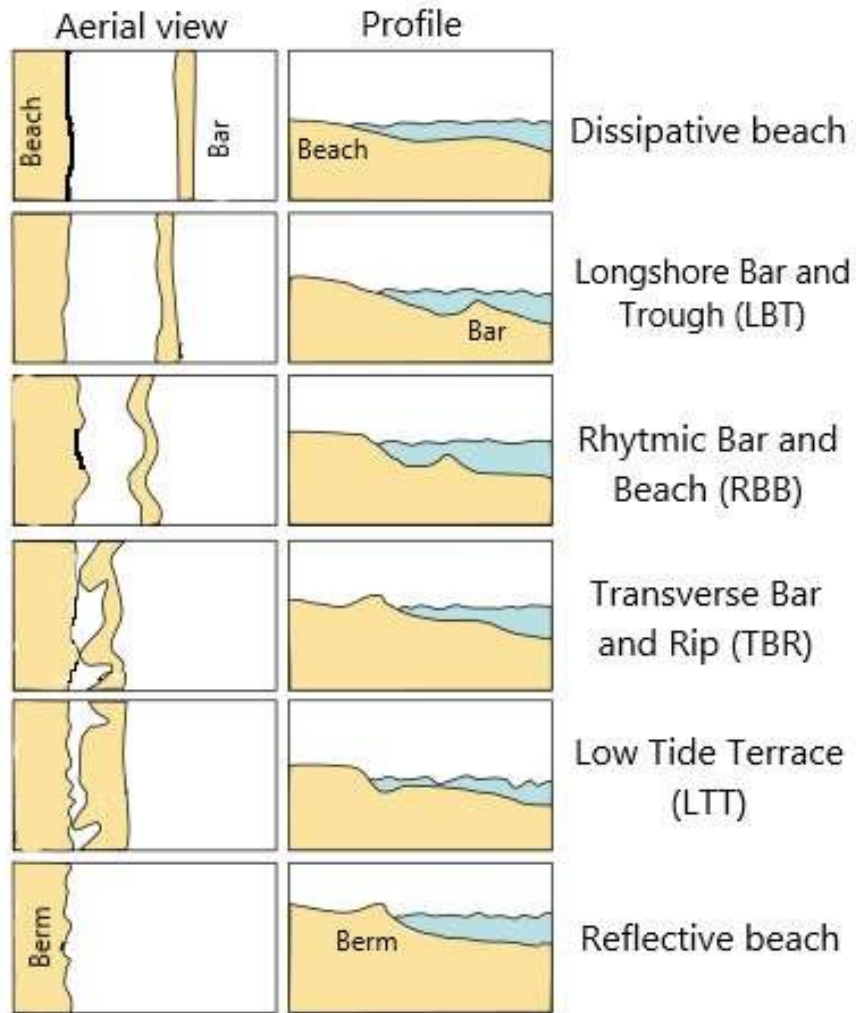 Aerial view
Profile
Beach
Bar
Beach
Dissipative beach
Bar
Longshore Bar and
Trough (LBT)
Rhytmic Bar and
Beach (RBB)
Transverse Bar
and Rip (TBR)
Low Tide Terrace
(LTT)
Berm
Berm
Reflective beach